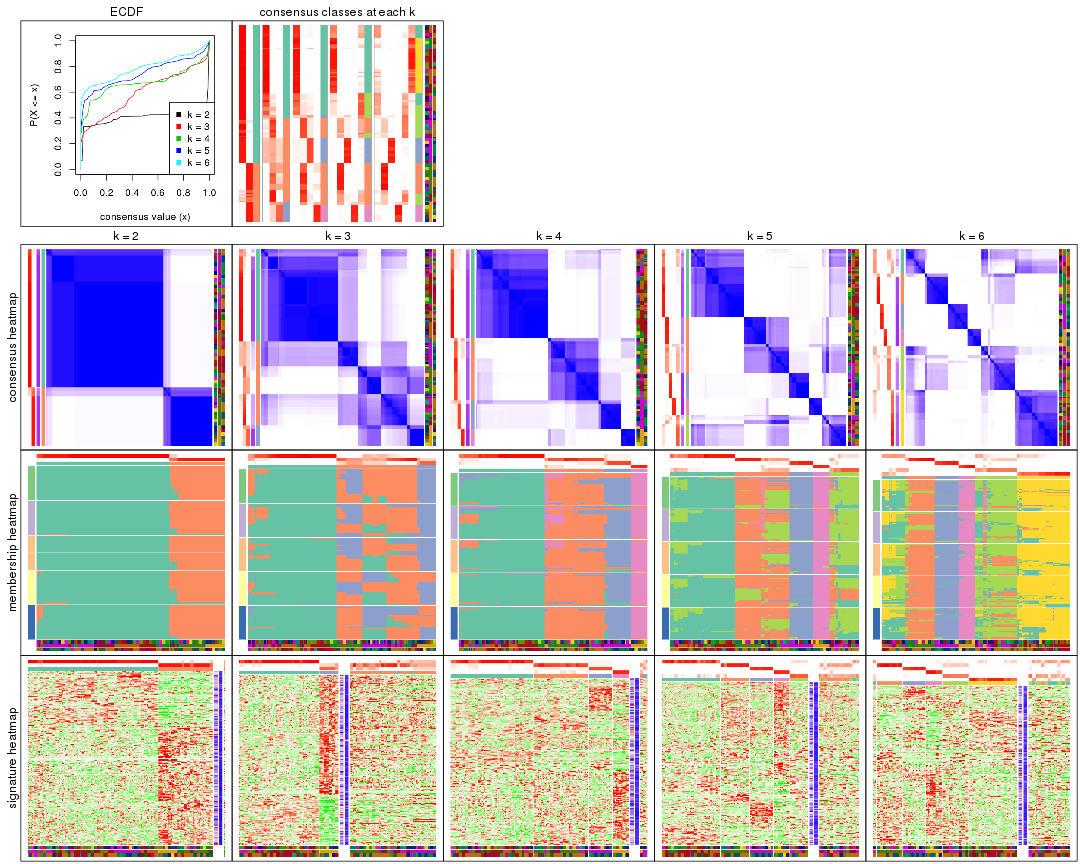 ECDF
consensus classes at each k
P(X <= x)
0.0 0.2 0.4 0.6 0.8 1.0
k = 2
k = 3
k = 4
k = 5
k = 6
0.0 0.2 0.4 0.6 0.8 1.0
consensus value (x)
k = 2
k = 3
k = 4
k = 5
k = 6
consensus heatmap
membership heatmap
signature heatmap